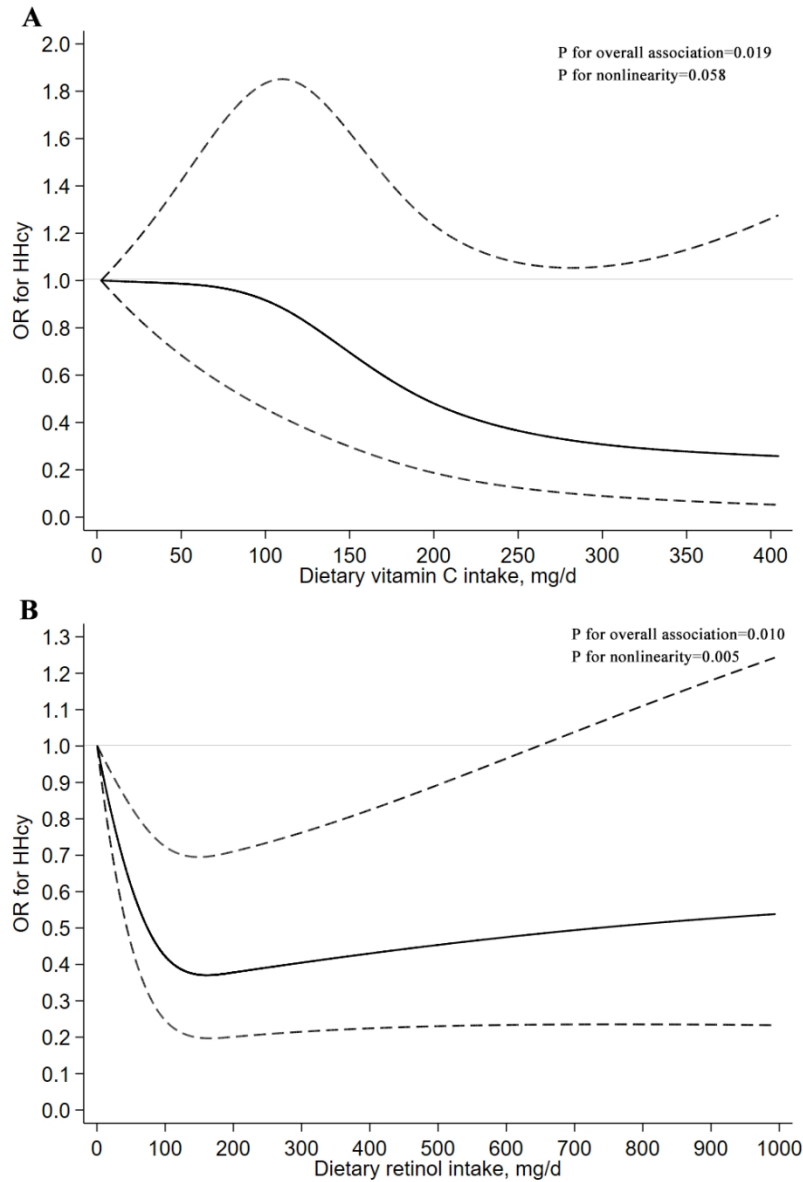 A
P for overall association=0.019
P for nonlinearity=0.058
OR for HHcy
2.0
1.8
1.6
1.4
1.2
1.0
0.8
0.6
0.4
0.2
0.0
0 50 100 150 200 250 300 350 400
Dietary vitamin C intake, mg/d
B
P for overall association=0.010
P for nonlinearity=0.005
OR for HHcy
1.3
1.2
1.1
1.0
0.9
0.8
0.7
0.6
0.5
0.4
0.3
0.2
0.1
0.0
0 100 200 300 400 500 600 700 800 900 1000
Dietary retinol intake, mg/d